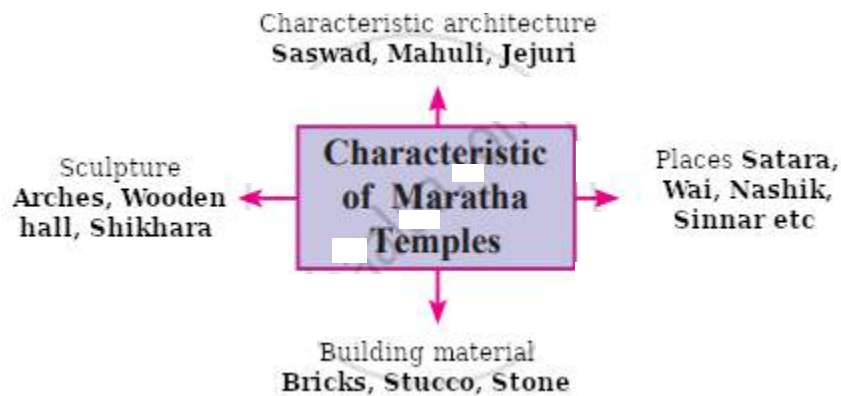 Characteristic architecture
Saswad, Mahuli, Jejuri
Characteristic
of Maratha
Temples
Sculpture
Arches, Wooden
hall, Shikhara
Places Satara,
Wai, Nashik,
Sinnar etc
Building material
Bricks, Stucco, Stone